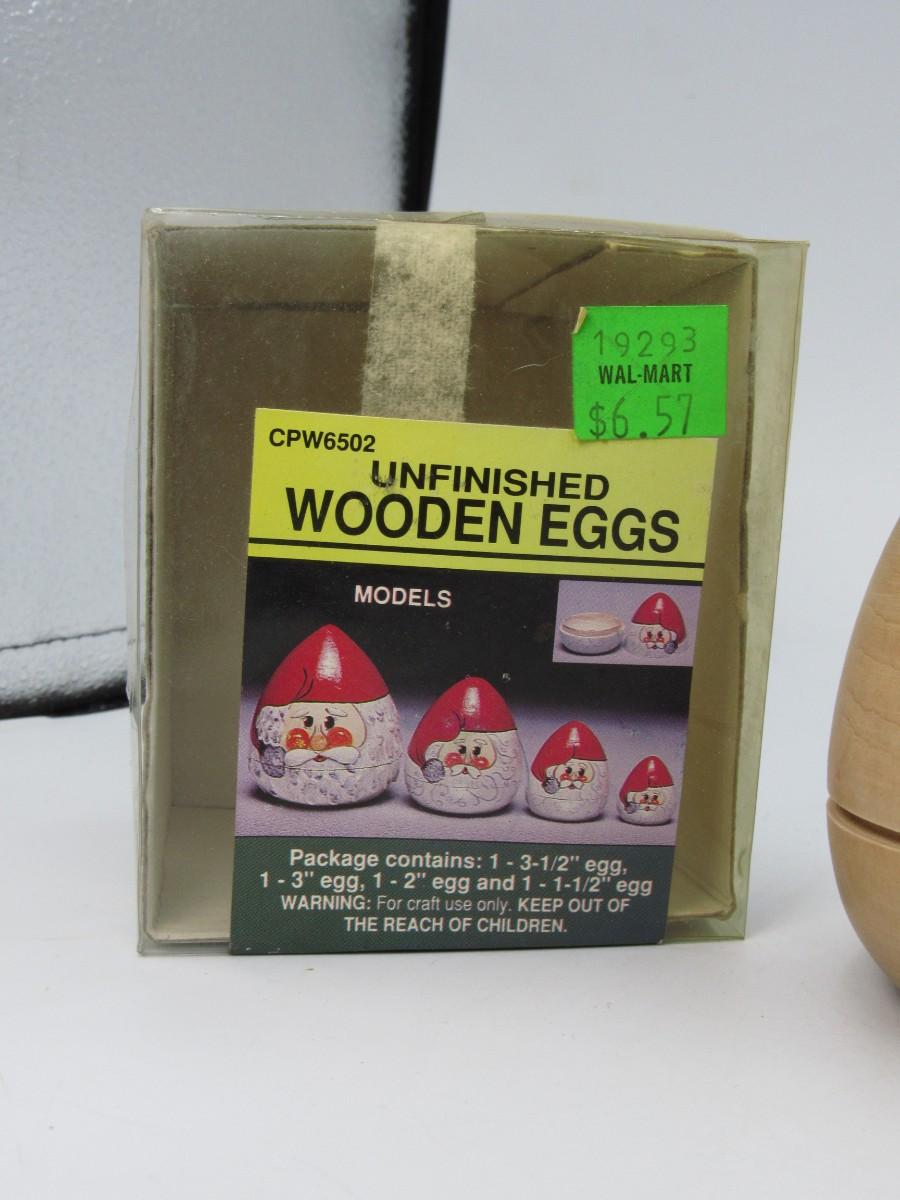 19293
WAL-MART
$6.57
CPW6502
UNFINISHED
WOODEN EGGS
MODELS
Package contains: 1 - 3-1/2" egg,
1 - 3" egg, 1 - 2" egg and 1 - 1-1/2" egg
WARNING: For craft use only. KEEP OUT OF
THE REACH OF CHILDREN.